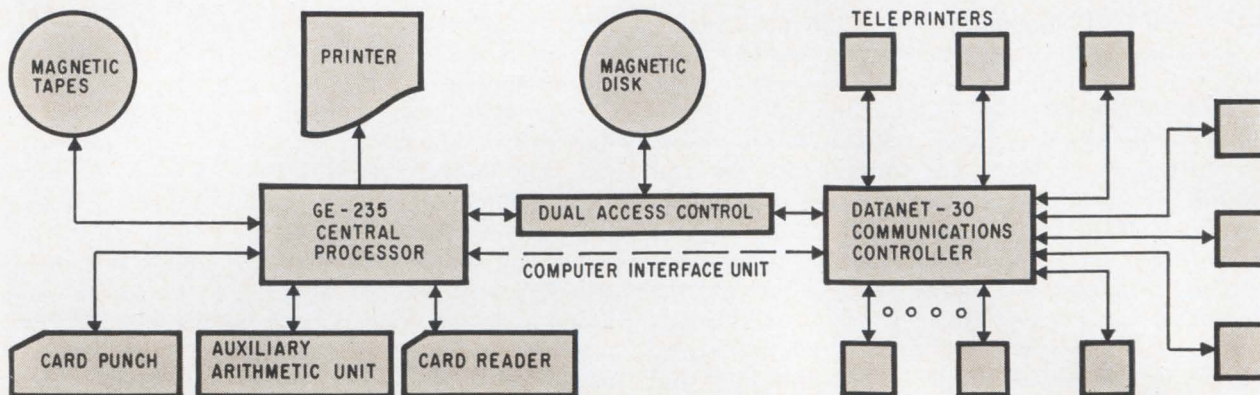 TELEPRINTERS
MAGNETIC
TAPES
PRINTER
MAGNETIC
DISK
GE-235
CENTRAL
PROCESSOR
DUAL ACCESS CONTROL
DATANET-30
COMMUNICATIONS
CONTROLLER
COMPUTER INTERFACE UNIT
CARD PUNCH
AUXILIARY
ARITHMETIC UNIT
CARD READER